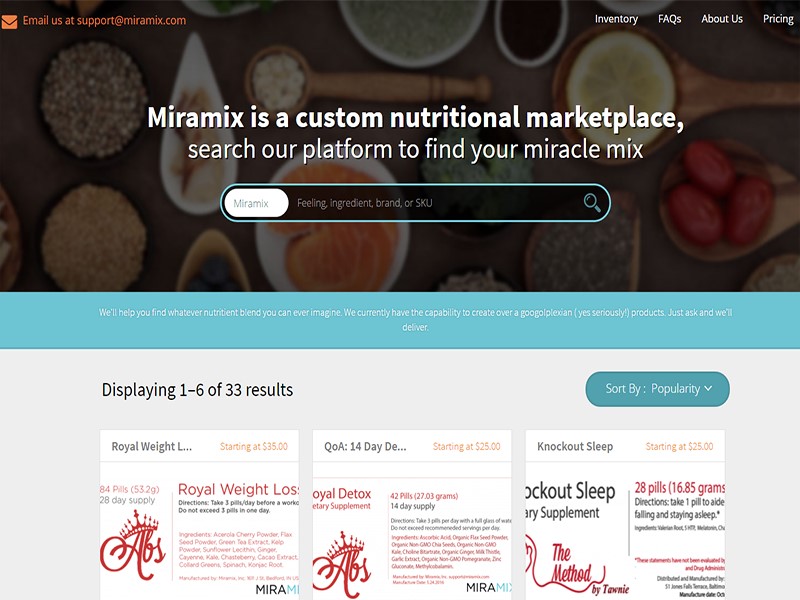 Email us at support@miramix.com
Inventory FAQs About Us Pricing
Miramix is a custom nutritional marketplace,
search our platform to find your miracle mix
Miramix Feeling, ingredient, brand, or SKU
We'll help you find whatever nutritient blend you can ever imagine. We currently have the capability to create over a googolplexian ( yes seriously!) products. Just ask and we'll
deliver.
Displaying 1–6 of 33 results
Sort By : Popularity
Royal Weight L... Starting at $35.00
84 Pills (53.2g)
28 day supply
Royal Weight Loss
Directions: Take 3 pills/day before a worko
Do not exceed 3 pills in one day.
Ingredients: Acerola Cherry Powder, Flax
Seed Powder, Green Tea Extract, Kelp
Powder, Sunflower Lecithin, Ginger,
Cayenne, Kale, Chasteberry, Cacao Extract,
Collard Greens, Spinach, Konjac Root.
Manufactured by: Miramix, Inc.
Abs
MIRAMI
QoA: 14 Day De... Starting at $25.00
oyal Detox
etary Supplement
42 Pills (27.03 grams)
14 day supply
Directions: Take 3 pills per day with a full glass of wate
Do not exceed recommereded servings per day.
Ingredients: Ascorbic Acid, Organic Flax Seed Powder,
Organic Non-GMO Chia Seeds, Organic Non-GMO
Kale, Choline Bitartrate, Organic Ginger, Milk Thistle,
Garlic Extract, Organic Non-GMO Pomegranate, Zinc
Gluconate, Methylcobalamin.
Manufactured by: Miramix Inc. support@miramix.com
Manufacture Date: 5.24.2016
Abs
MIRAMIX
Knockout Sleep Starting at $25.00
ockout Sleep
ary Supplement
28 pills (16.85 grams
Directions: take 1 pill to aide
falling and staying asleep.*
Ingredients: Valerian Root, 5 HTP, Melatonin, Cha
The
Method
by Tawnie
*These statements have not been evaluated by
and Drug Administra
Distributed and Manufactured by:
51 Jones Falls Terrace, Baltimore
Manufacture date: Octo